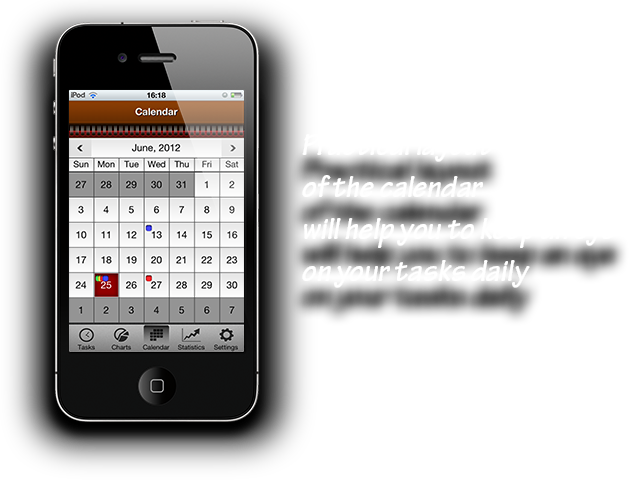 iPod 16:18
Calendar
June, 2012
Sun Mon Tue Wed Thu Fri Sat
27 28 29 30 31 1 2
3 4 5 6 7 8 9
10 11 12 13 14 15 16
17 18 19 20 21 22 23
24 25 26 27 28 29 30
1 2 3 4 5 6 7
Tasks Charts Calendar Statistics Settings
Practical layout
of the calendar
will help you to keep an eye
on your tasks daily